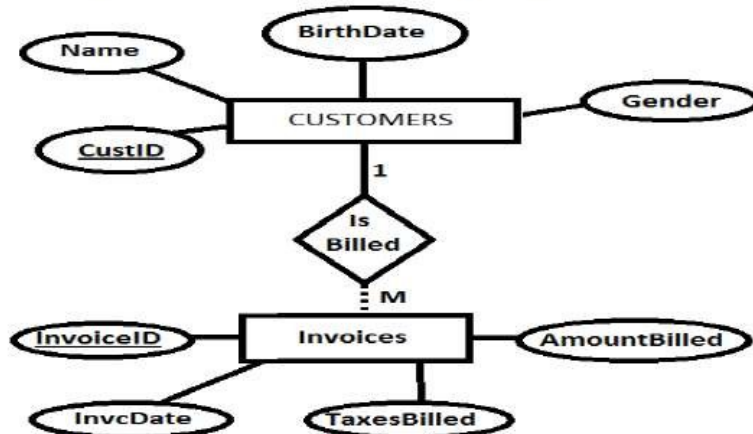 BirthDate
Name
Gender
CUSTOMERS
CustID
1
Is
Billed
M
InvoiceID
Invoices
AmountBilled
InvcDate
TaxesBilled